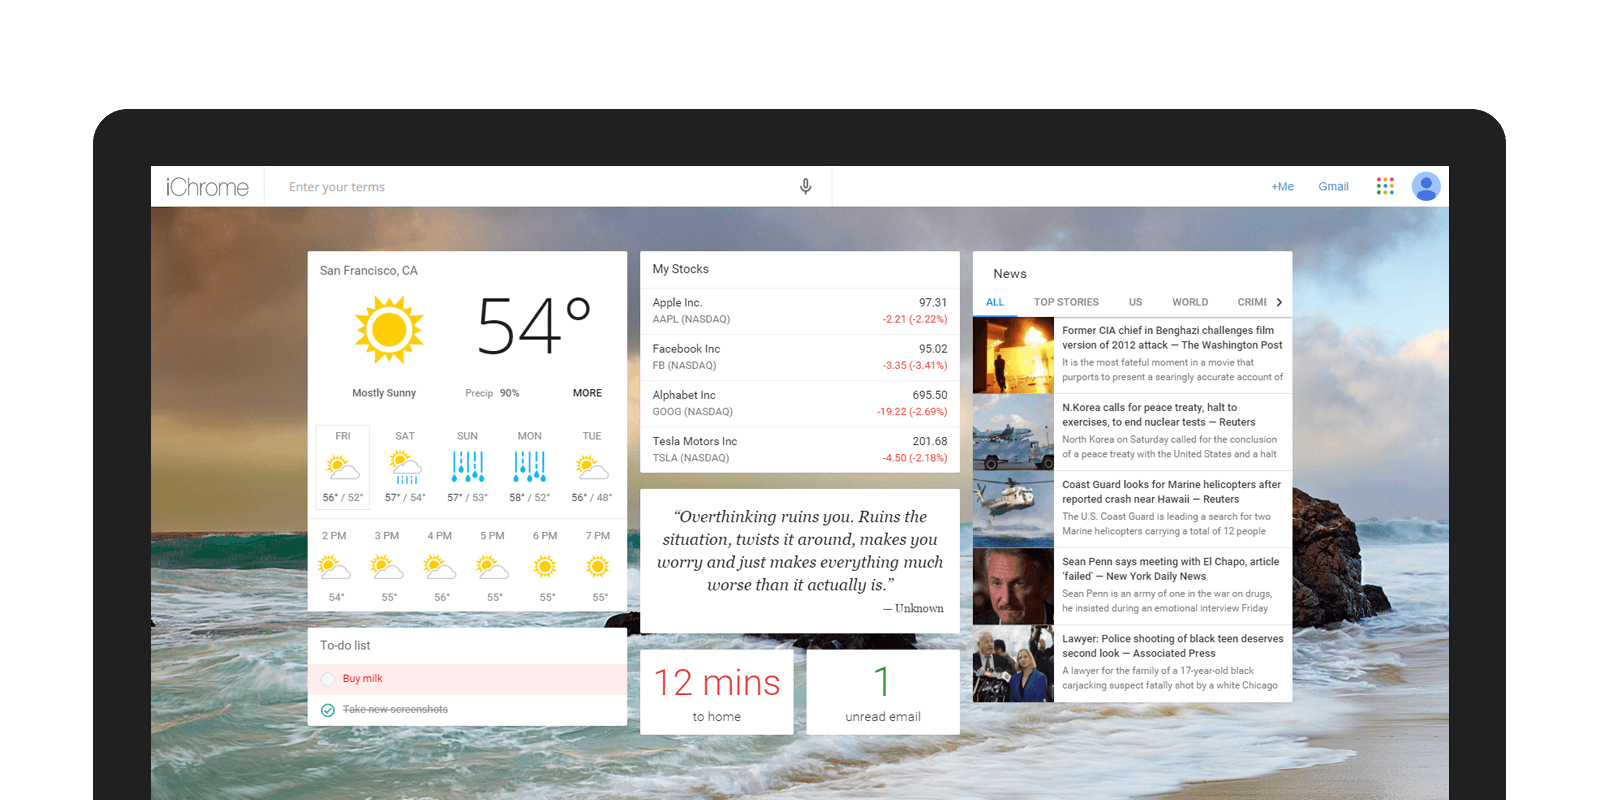 iChrome
Enter your terms
+Me
Gmail
San Francisco, CA
54°
Mostly Sunny
Precip 90%
MORE
FRI SAT SUN MON TUE
56° / 52° 57° / 54° 57° / 53° 58° / 52° 56° / 48°
2 PM 3 PM 4 PM 5 PM 6 PM 7 PM
54° 55° 56° 55° 55° 55°
To-do list
Buy milk
Take new screenshots
My Stocks
Apple Inc. 97.31
AAPL (NASDAQ) -2.21 (-2.22%)
Facebook Inc 95.02
FB (NASDAQ) -3.35 (-3.41%)
Alphabet Inc 695.50
GOOG (NASDAQ) -19.22 (-2.69%)
Tesla Motors Inc 201.68
TSLA (NASDAQ) -4.50 (-2.18%)
“Overthinking ruins you. Ruins the
situation, twists it around, makes you
worry and just makes everything much
worse than it actually is.”
— Unknown
12 mins
to home
1
unread email
News
ALL TOP STORIES US WORLD CRIME
Former CIA chief in Benghazi challenges film
version of 2012 attack — The Washington Post
It is the most fateful moment in a movie that
purports to present a searingly accurate account of
N.Korea calls for peace treaty, halt to
exercises, to end nuclear tests — Reuters
North Korea on Saturday called for the conclusion
of a peace treaty with the United States and a halt
Coast Guard looks for Marine helicopters after
reported crash near Hawaii — Reuters
The U.S. Coast Guard is leading a search for two
Marine helicopters carrying a total of 12 people
Sean Penn says meeting with El Chapo, article
‘failed’ — New York Daily News
Sean Penn is an army of one in the war on drugs,
he insisted during an emotional interview Friday
Lawyer: Police shooting of black teen deserves
second look — Associated Press
A lawyer for the family of a 17-year-old black
carjacking suspect fatally shot by a white Chicago